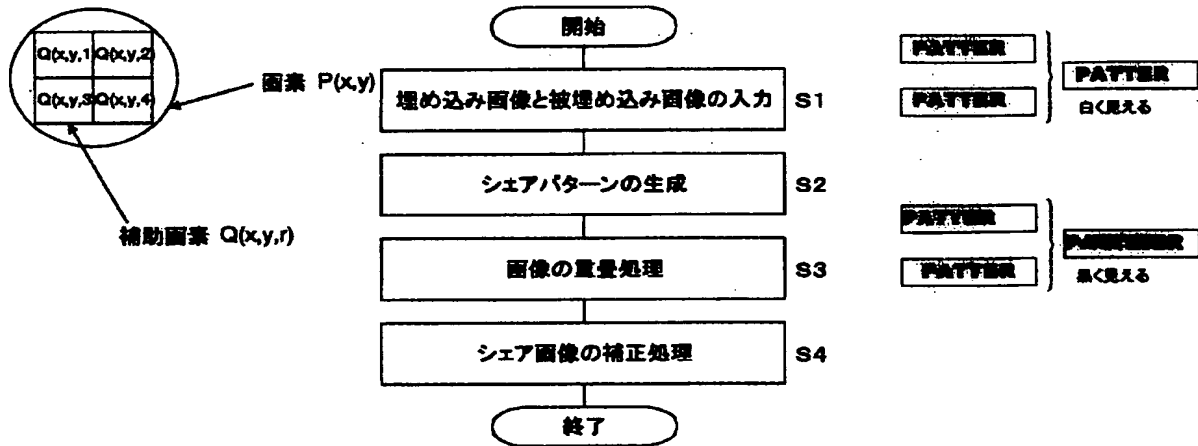 Q(x,y,1) Q(x,y,2)
Q(x,y,3) Q(x,y,4)
画素 P(x,y)
補助画素 Q(x,y,r)
開始
埋め込み画像と被埋め込み画像の入力 S1
シェアパターンの生成 S2
画像の重畳処理 S3
シェア画像の補正処理 S4
終了
PATTER
PATTER
PATTER
白く見える
PATTER
PATTER
黒く見える